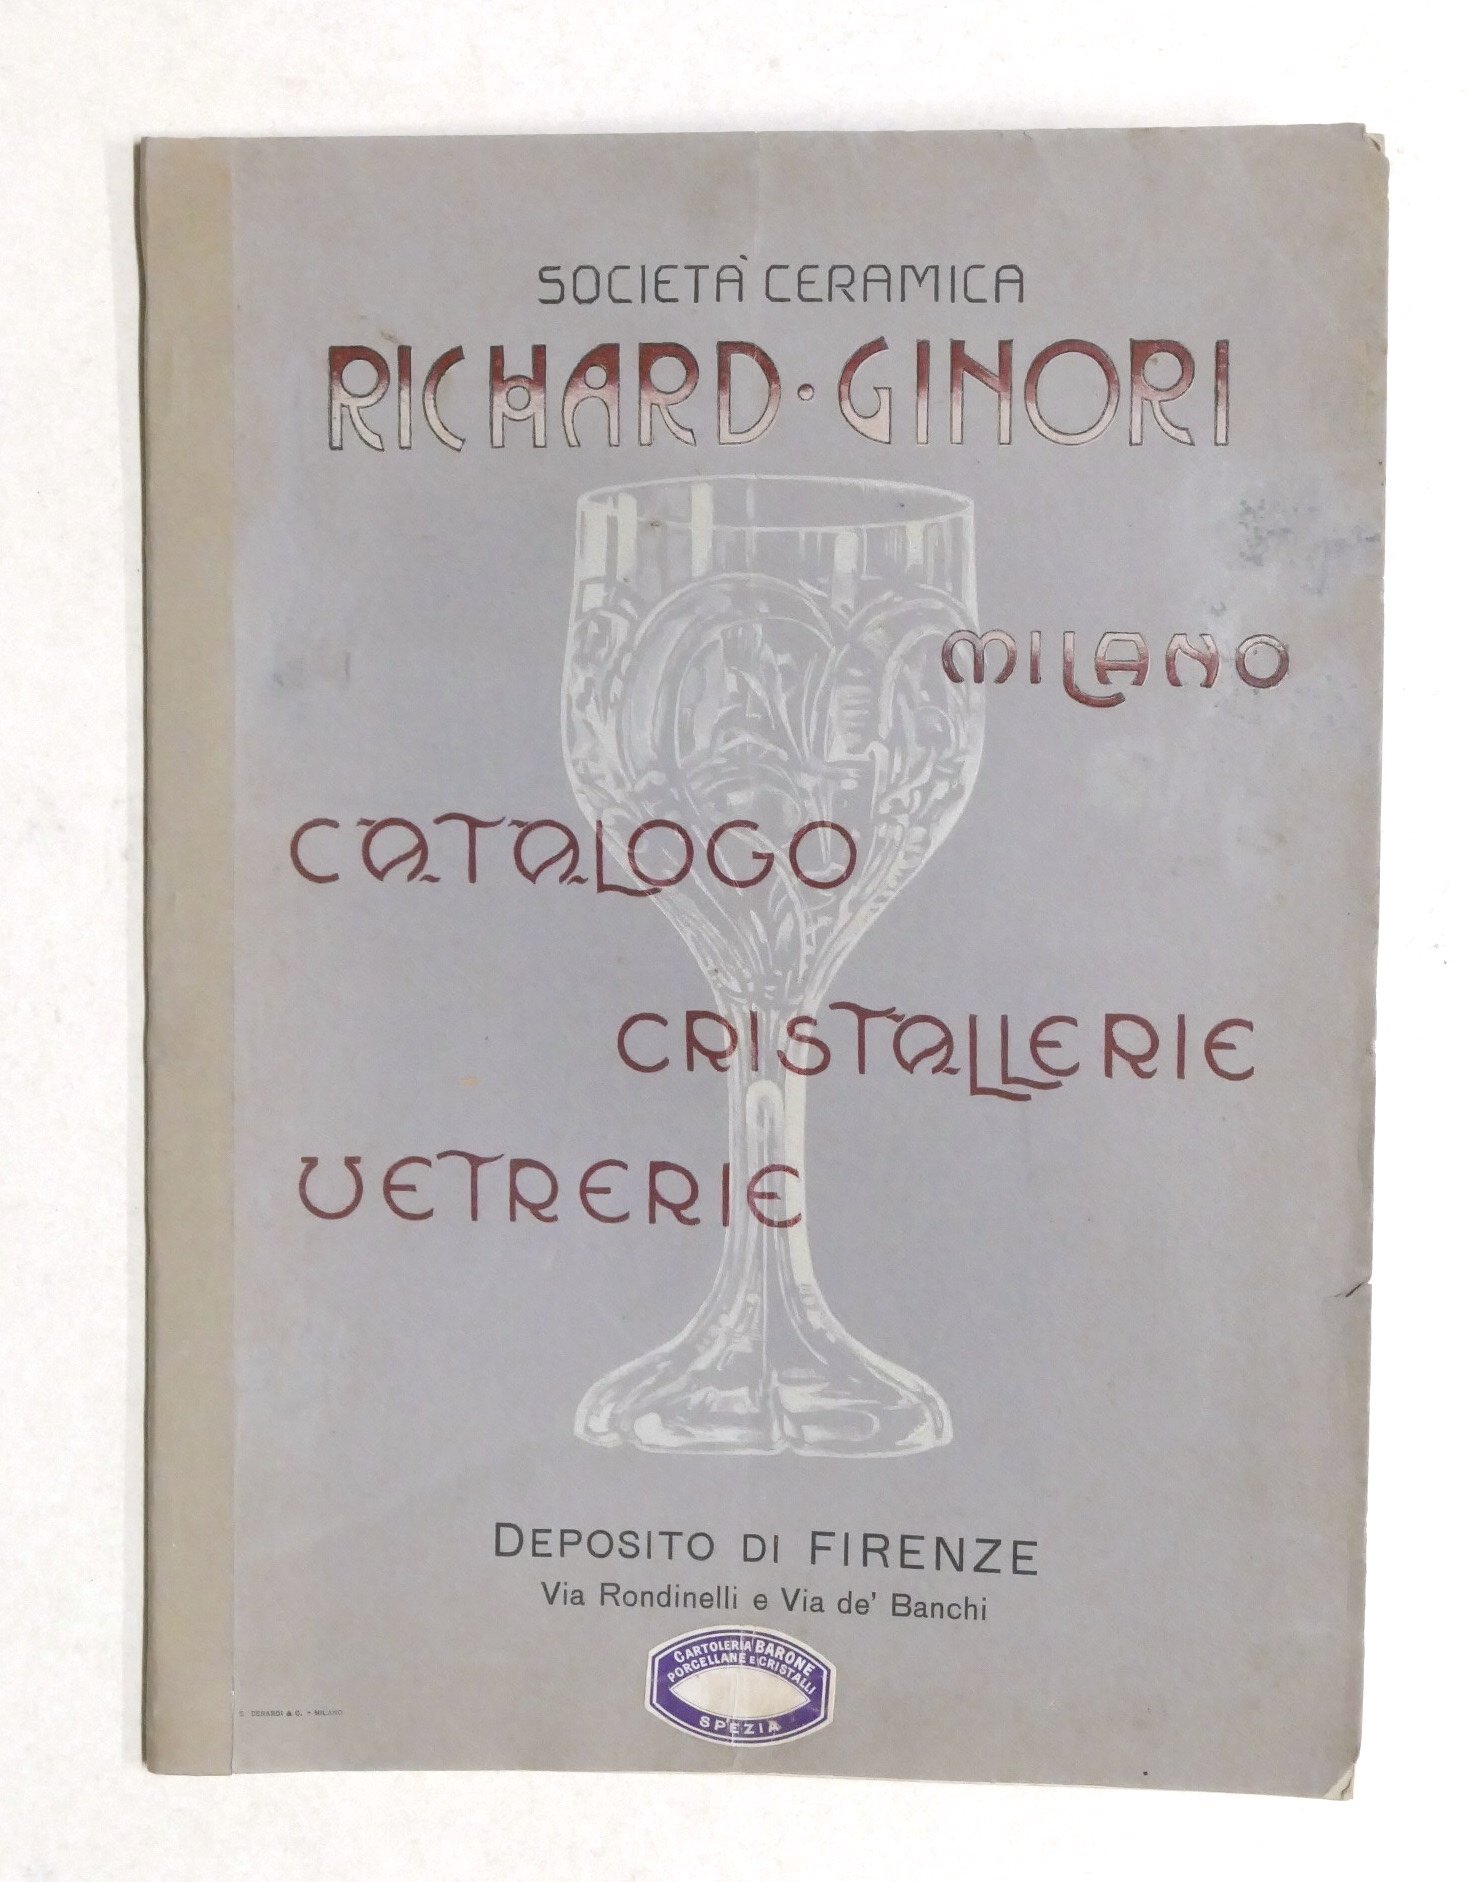 SOCIETÀ CERAMICA
RICHARD·GINORI
MILANO
CATALOGO
CRISTALLERIE
VETRERIE
DEPOSITO DI FIRENZE
Via Rondinelli e Via de' Banchi
CARTOLERIA BARONE
PORCELLANE E CRISTALLI
SPEZIA
& C. - MILANO